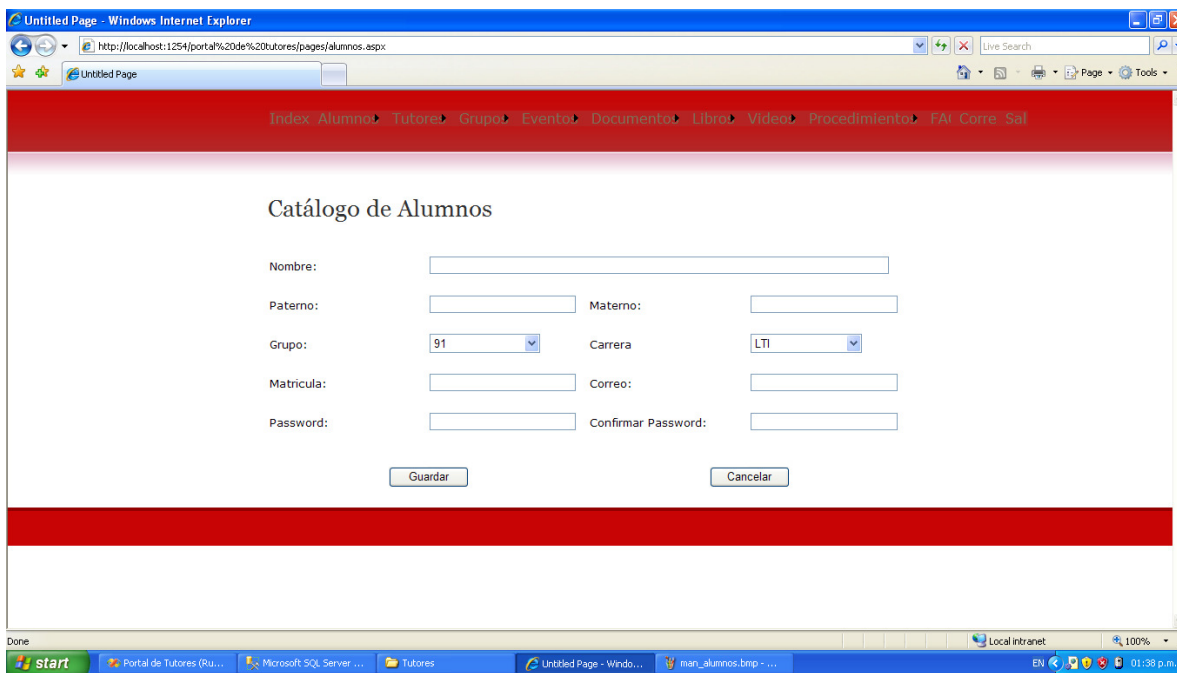 Untitled Page - Windows Internet Explorer
http://localhost:1254/portal%20de%20tutores/pages/alumnos.aspx
Live Search
Untitled Page
Page
Tools
Index Alumnos Tutores Grupos Eventos Documentos Libros Videos Procedimientos FA Corre Sal
Catálogo de Alumnos
Nombre:
Paterno: Materno:
Grupo: 91 Carrera LTI
Matricula: Correo:
Password: Confirmar Password:
Guardar Cancelar
Done Local intranet 100%
start Portal de Tutores (Ru... Microsoft SQL Server ... Tutores Untitled Page - Windo... man_alumnos.bmp - ... EN 01:38 p.m.